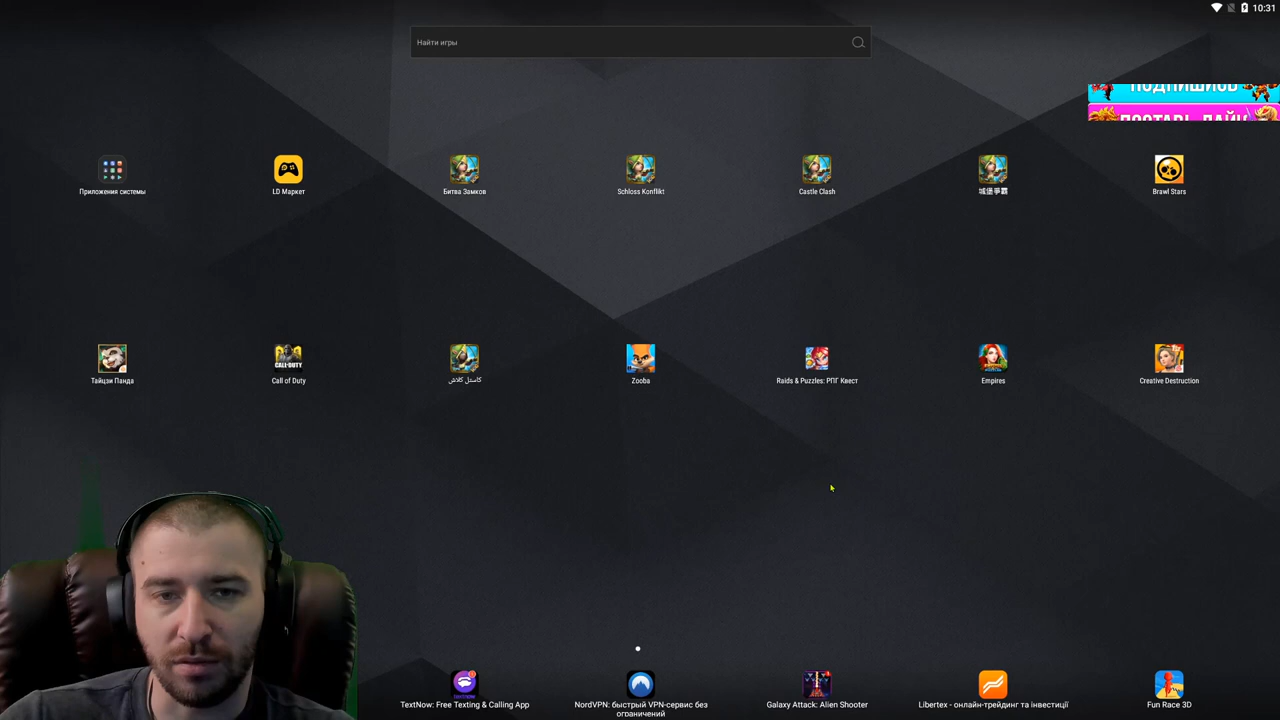 10:31
Найти игры
ПОДПИШИСЬ
ПОСТАВЬ ЛАЙК
Приложения системы
LD Маркет
Битва Замков
Schloss Konflikt
Castle Clash
城堡爭霸
Brawl Stars
Тайцзи Панда
CALL·DUTY
Call of Duty
كاستل كلاش
Zooba
Raids & Puzzles: РПГ Квест
Empires
Creative Destruction
textnow
TextNow: Free Texting & Calling App
NordVPN: быстрый VPN-сервис без
ограничений
Galaxy Attack: Alien Shooter
Libertex - онлайн-трейдинг та інвестиції
Fun Race 3D